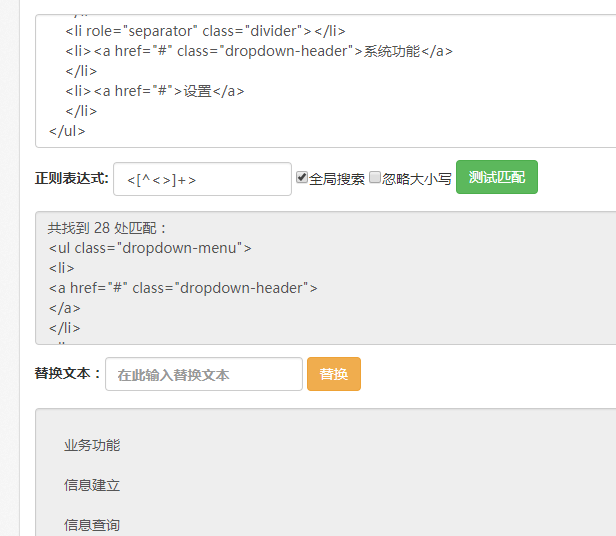 <li role="separator" class="divider"></li>
<li><a href="#" class="dropdown-header">系统功能</a>
</li>
<li><a href="#">设置</a>
</li>
</ul>
正则表达式: <[^<>]+> 全局搜索 忽略大小写 测试匹配
共找到 28 处匹配：
<ul class="dropdown-menu">
<li>
<a href="#" class="dropdown-header">
</a>
</li>
替换文本： 在此输入替换文本 替换
业务功能
信息建立
信息查询